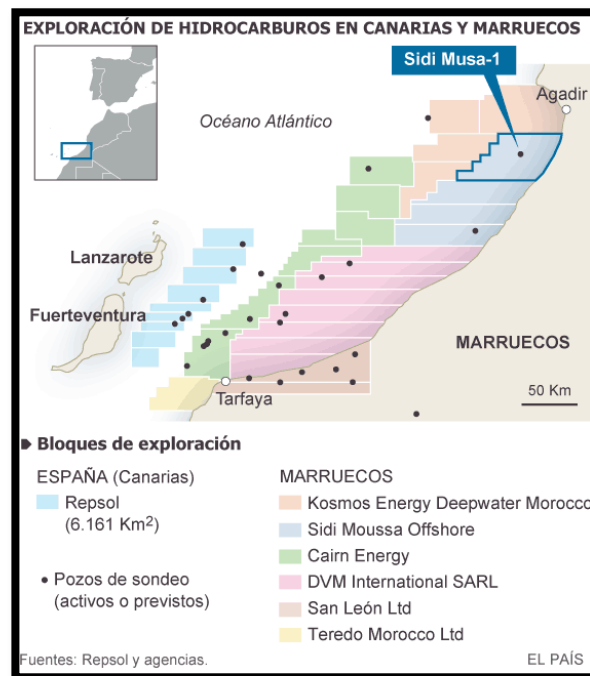 EXPLORACIÓN DE HIDROCARBUROS EN CANARIAS Y MARRUECOS
Sidi Musa-1
Agadir
Océano Atlántico
Lanzarote
Fuerteventura
MARRUECOS
50 Km
Tarfaya
Bloques de exploración
ESPAÑA (Canarias)
Repsol
(6.161 Km²)
• Pozos de sondeo
(activos o previstos)
MARRUECOS
Kosmos Energy Deepwater Morocco
Sidi Moussa Offshore
Cairn Energy
DVM International SARL
San León Ltd
Teredo Morocco Ltd
Fuentes: Repsol y agencias.
EL PAÍS